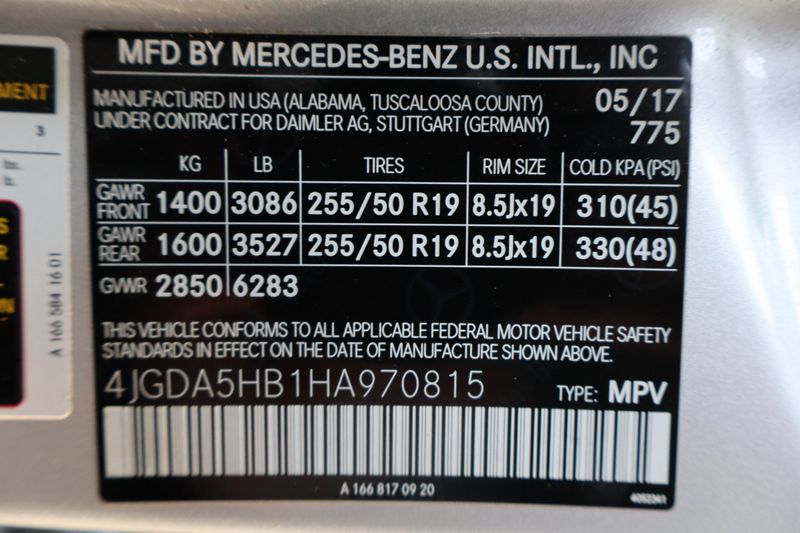 MFD BY MERCEDES-BENZ U.S. INTL., INC
MANUFACTURED IN USA (ALABAMA, TUSCALOOSA COUNTY) 05/17
UNDER CONTRACT FOR DAIMLER AG, STUTTGART (GERMANY) 775
KG LB TIRES RIM SIZE COLD KPA (PSI)
GAWR FRONT 1400 3086 255/50 R19 8.5Jx19 310(45)
GAWR REAR 1600 3527 255/50 R19 8.5Jx19 330(48)
GVWR 2850 6283
THIS VEHICLE CONFORMS TO ALL APPLICABLE FEDERAL MOTOR VEHICLE SAFETY
STANDARDS IN EFFECT ON THE DATE OF MANUFACTURE SHOWN ABOVE.
4JGDA5HB1HA970815 TYPE: MPV
A 166 817 09 20
4052341
MENT
3
lbs.
A 166 584 16 01